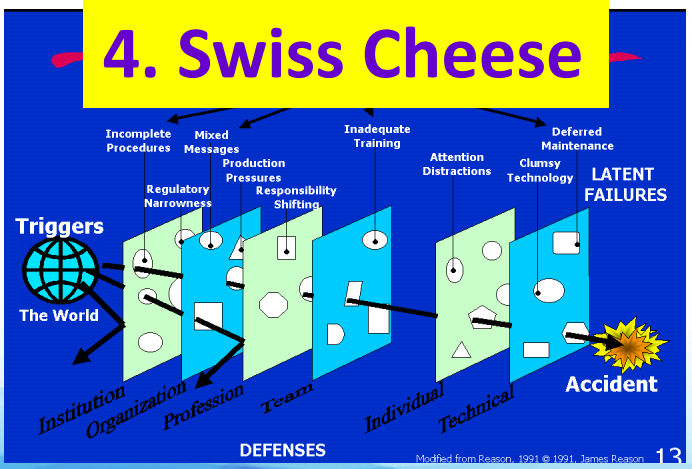 4. Swiss Cheese
Incomplete
Procedures
Mixed
Messages
Inadequate
Training
Deferred
Maintenance
Production
Pressures
Attention
Distractions
Clumsy
Technology
Regulatory
Narrowness
Responsibility
Shifting
LATENT
FAILURES
Triggers
The World
Accident
Institution
Organization
Profession
Team
Individual
Technical
DEFENSES
Modified from Reason, 1991 © 1991, James Reason
13